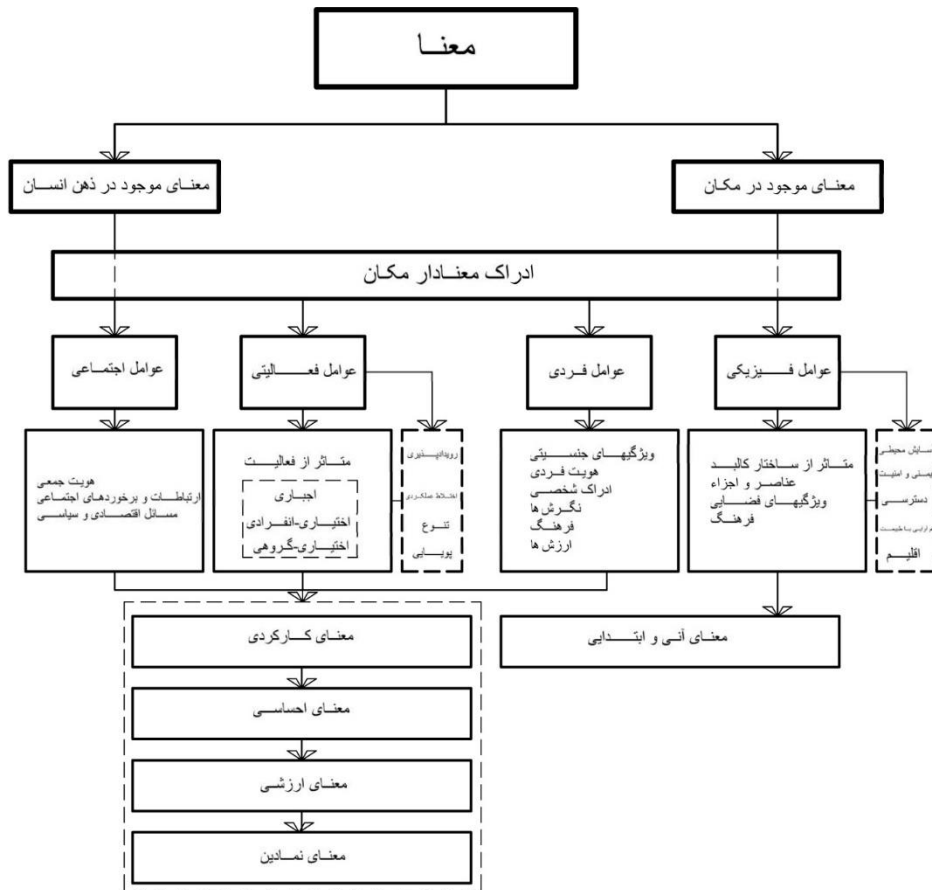 معنا
معنای موجود در مکان
معنای موجود در ذهن انسان
ادراک معنادار مکان
عوامل فیزیکی
عوامل فردی
عوامل فعالیتی
عوامل اجتماعی
متاثر از ساختار کالبد
عناصر و اجزاء
ویژگیهای فضایی
فرهنگ
ایمنی و امنیت
دسترسی
اقلیم
ویژگیهای جنسیتی
هویت فردی
ادراک شخصی
نگرش ها
فرهنگ
ارزش ها
رویدادپذیری
اختلاط عملکردی
تنوع
پویایی
متاثر از فعالیت
اجباری
اختیاری-انفرادی
اختیاری-گروهی
هویت جمعی
ارتباطات و برخوردهای اجتماعی
مسائل اقتصادی و سیاسی
معنای آنی و ابتدایی
معنای کارکردی
معنای احساسی
معنای ارزشی
معنای نمادین